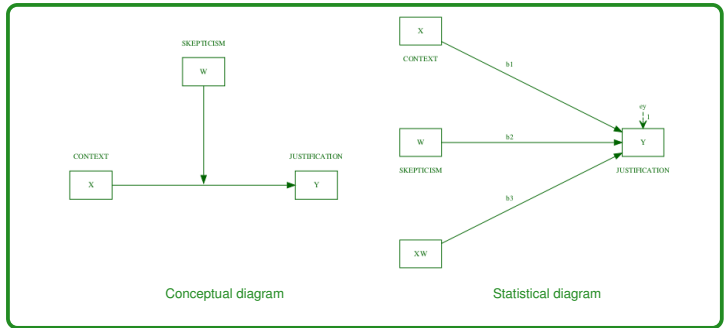 SKEPTICISM
W
CONTEXT
X
JUSTIFICATION
Y
Conceptual diagram
X
CONTEXT
b1
W
SKEPTICISM
b2
XW
b3
ey
1
Y
JUSTIFICATION
Statistical diagram